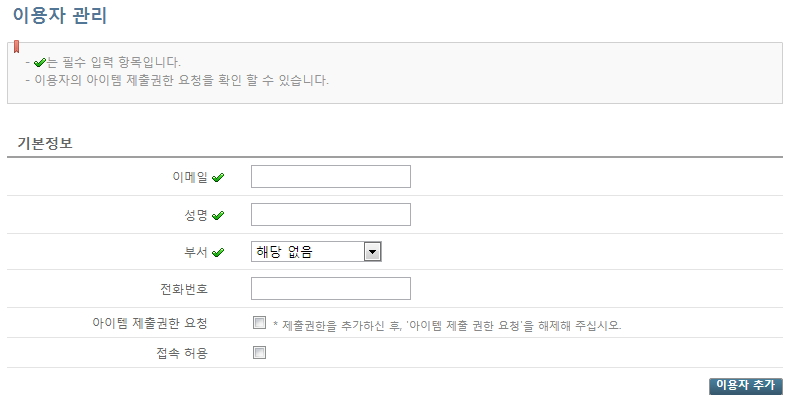 이용자 관리
- 는 필수 입력 항목입니다.
- 이용자의 아이템 제출권한 요청을 확인 할 수 있습니다.
기본정보
이메일
성명
부서 해당 없음
전화번호
아이템 제출권한 요청 * 제출권한을 추가하신 후, '아이템 제출 권한 요청'을 해제해 주십시오.
접속 허용
이용자 추가